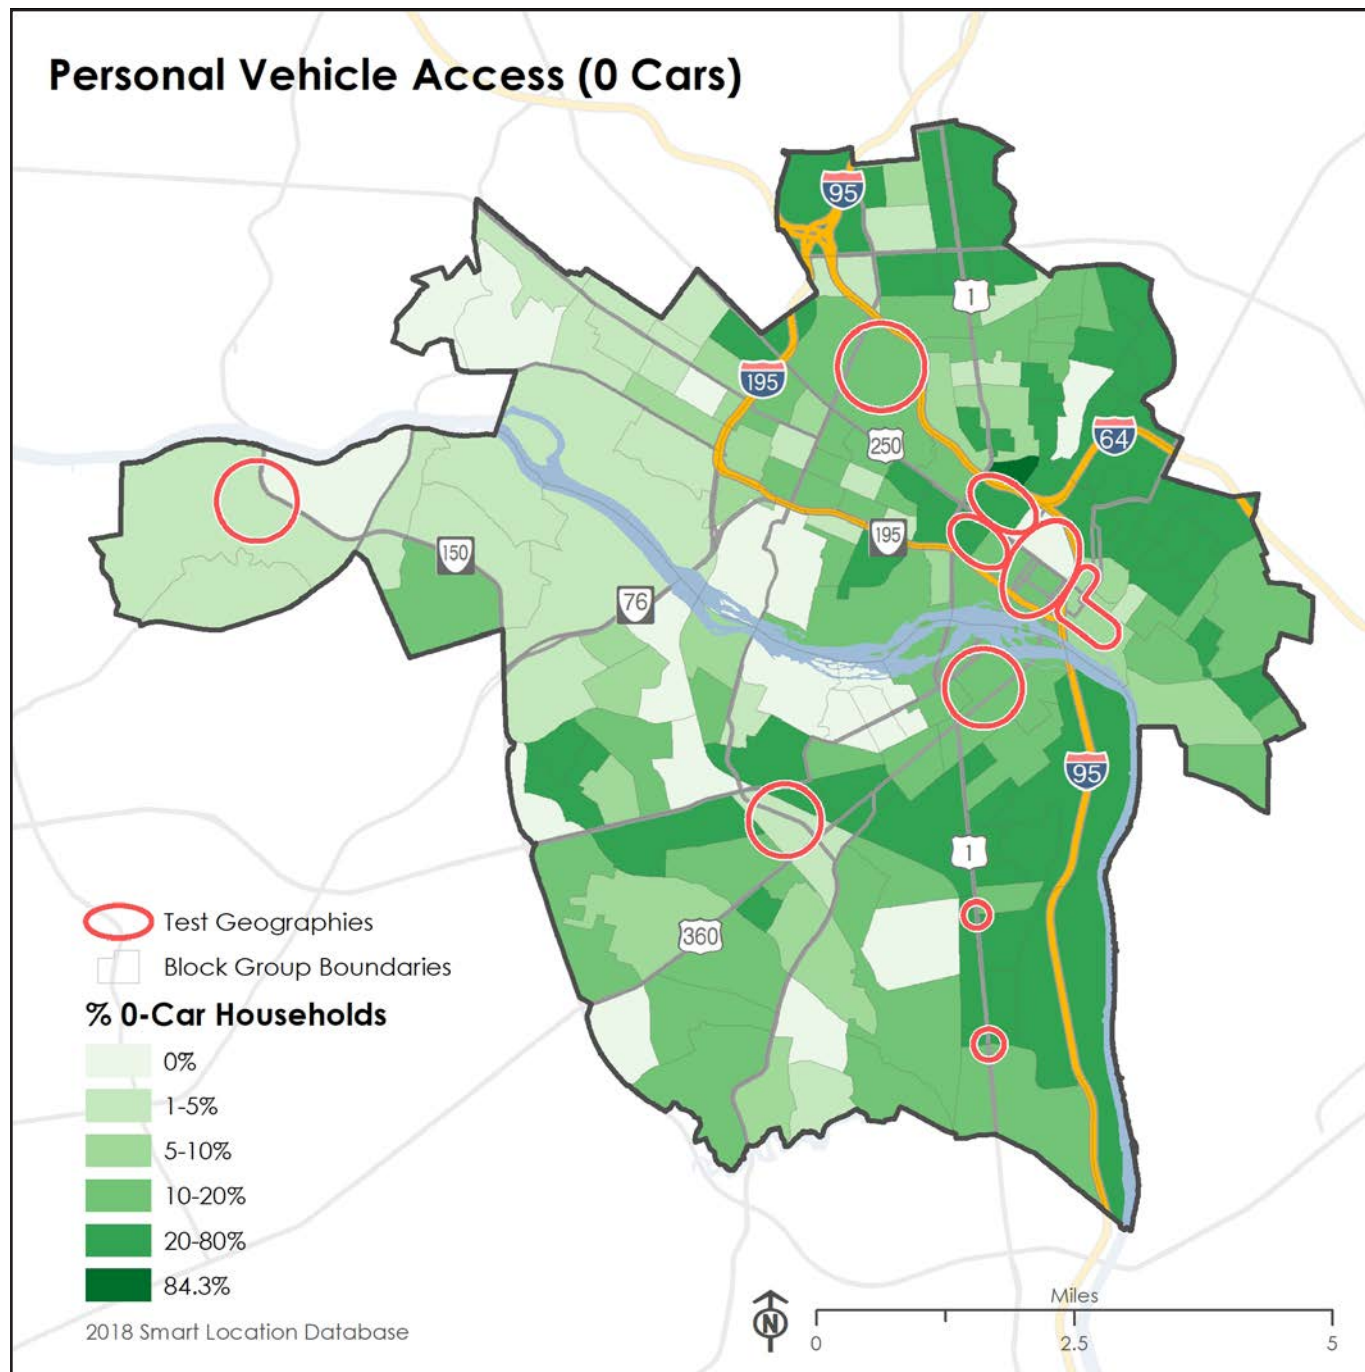 Personal Vehicle Access (0 Cars)
95
1
195
64
250
195
150
76
95
1
360
Test Geographies
Block Group Boundaries
% 0-Car Households
0%
1-5%
5-10%
10-20%
20-80%
84.3%
2018 Smart Location Database
N
Miles
0
2.5
5